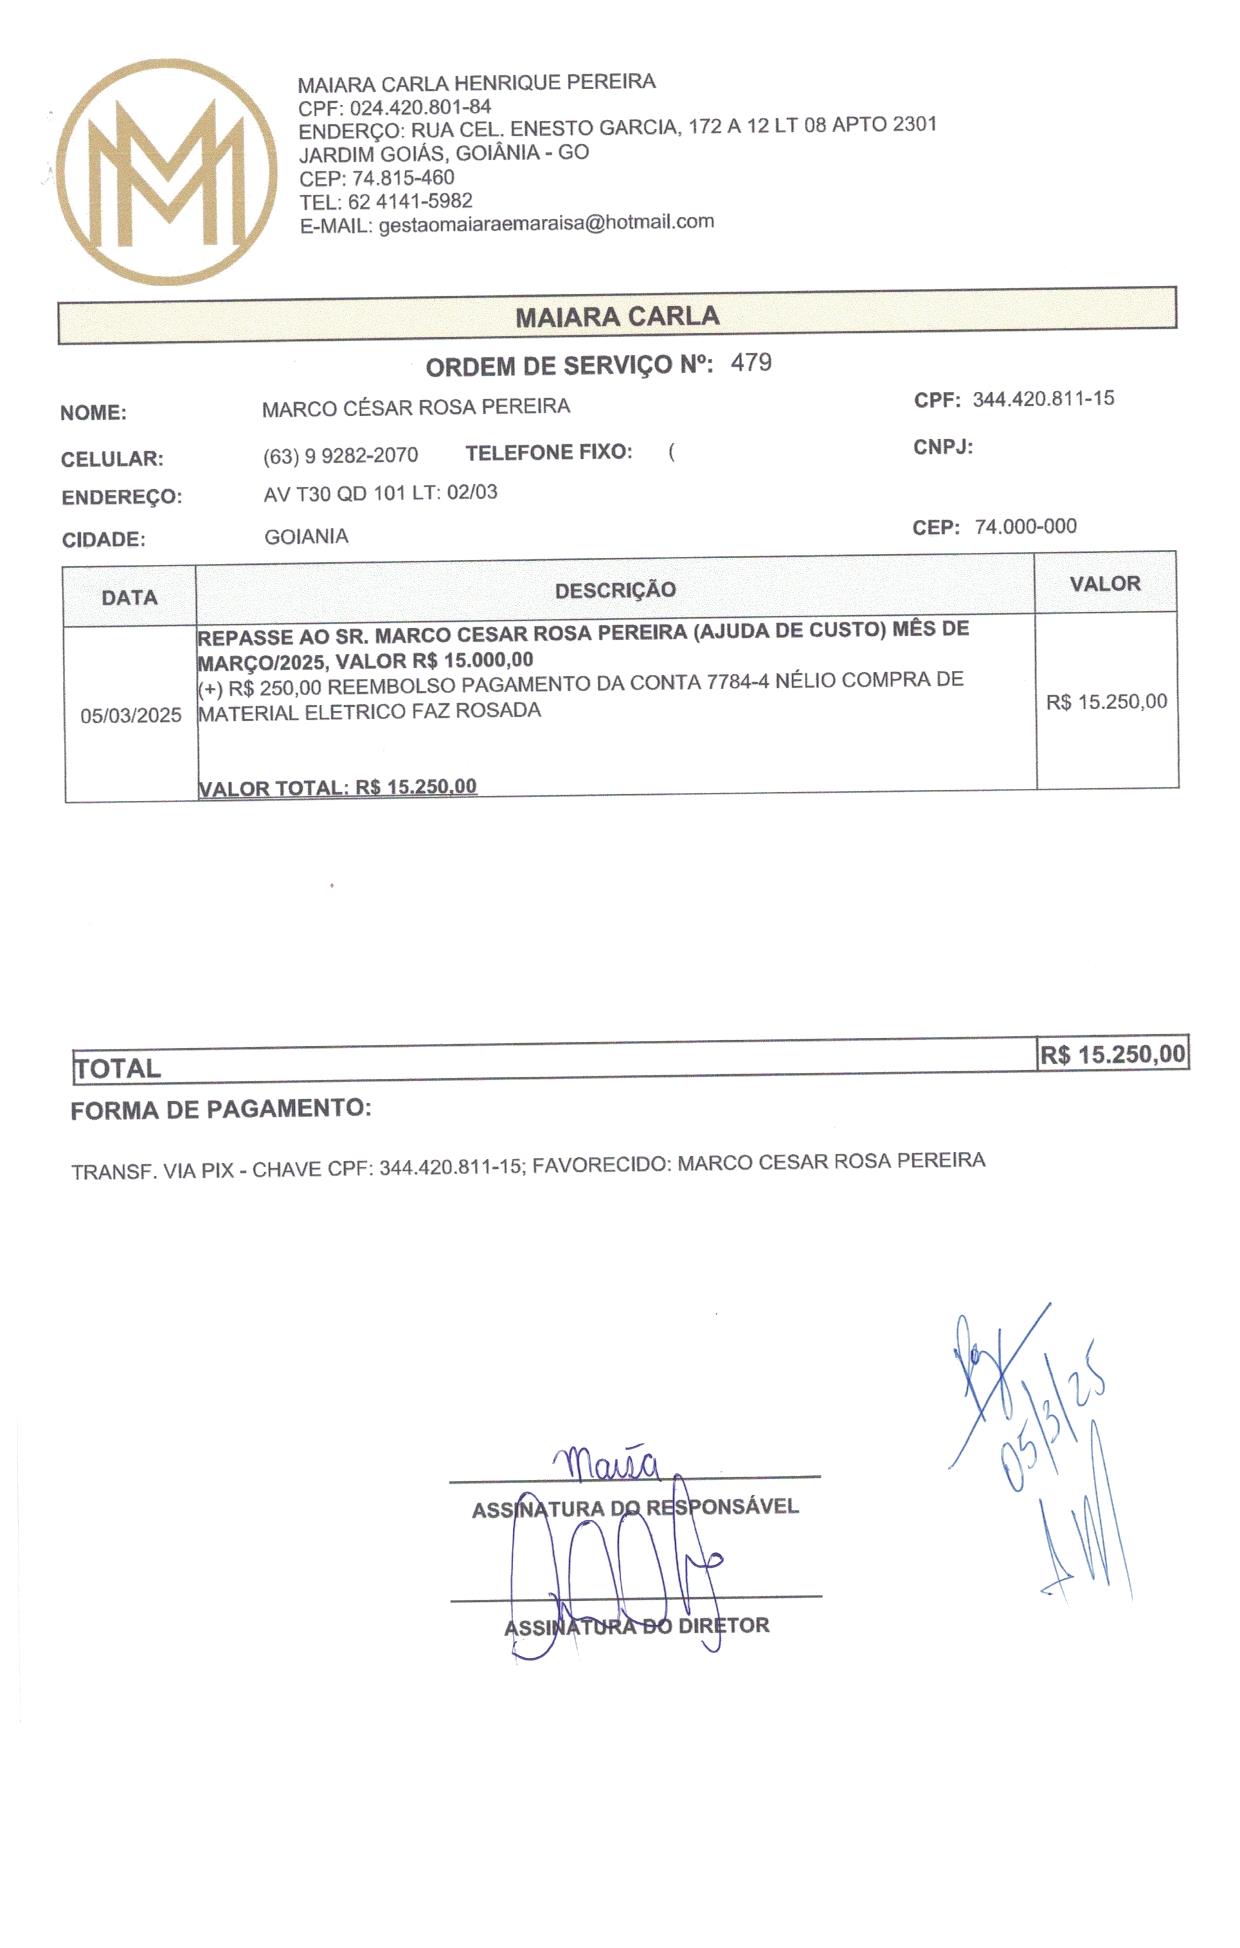 MAIARA CARLA HENRIQUE PEREIRA
CPF: 024.420.801-84
ENDERÇO: RUA CEL. ENESTO GARCIA, 172 A 12 LT 08 APTO 2301
JARDIM GOIÁS, GOIÂNIA - GO
CEP: 74.815-460
TEL: 62 4141-5982
E-MAIL: gestaomaiaraemaraisa@hotmail.com
MAIARA CARLA
ORDEM DE SERVIÇO Nº: 479
NOME: MARCO CÉSAR ROSA PEREIRA CPF: 344.420.811-15
CELULAR: (63) 9 9282-2070 TELEFONE FIXO: ( CNPJ:
ENDEREÇO: AV T30 QD 101 LT: 02/03
CIDADE: GOIANIA CEP: 74.000-000
DATA DESCRIÇÃO VALOR
REPASSE AO SR. MARCO CESAR ROSA PEREIRA (AJUDA DE CUSTO) MÊS DE
MARÇO/2025, VALOR R$ 15.000,00
(+) R$ 250,00 REEMBOLSO PAGAMENTO DA CONTA 7784-4 NÉLIO COMPRA DE
05/03/2025 MATERIAL ELETRICO FAZ ROSADA R$ 15.250,00
VALOR TOTAL: R$ 15.250,00
TOTAL R$ 15.250,00
FORMA DE PAGAMENTO:
TRANSF. VIA PIX - CHAVE CPF: 344.420.811-15; FAVORECIDO: MARCO CESAR ROSA PEREIRA
05/3/25
ASSINATURA DO RESPONSÁVEL
ASSINATURA DO DIRETOR